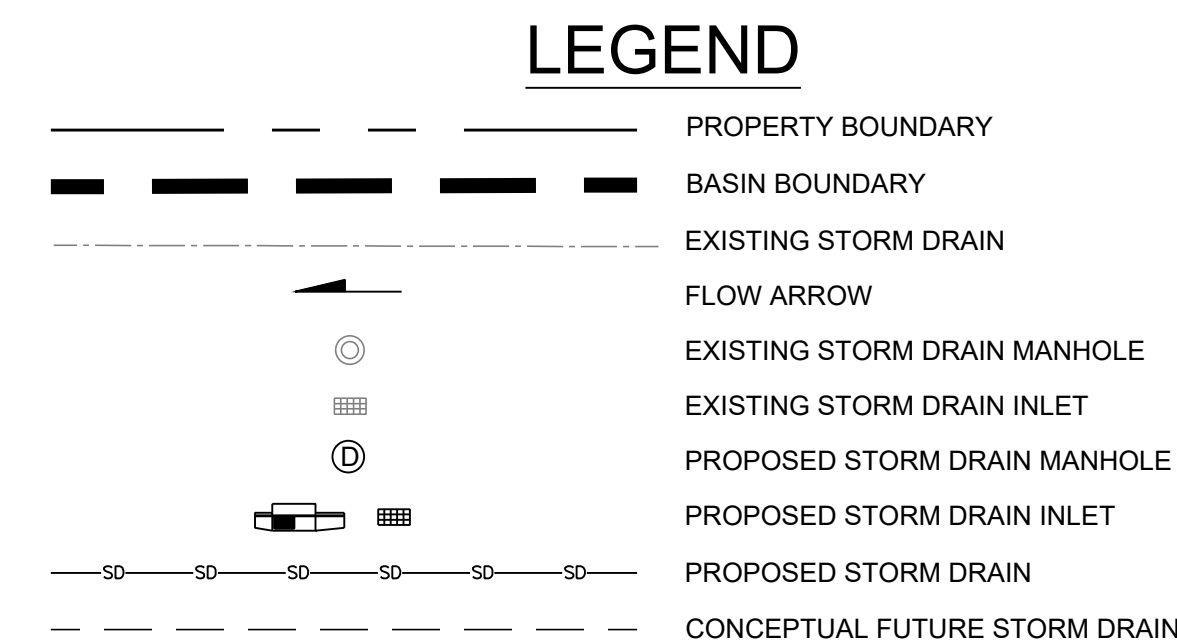 LEGEND
PROPERTY BOUNDARY
BASIN BOUNDARY
EXISTING STORM DRAIN
FLOW ARROW
EXISTING STORM DRAIN MANHOLE
EXISTING STORM DRAIN INLET
D PROPOSED STORM DRAIN MANHOLE
PROPOSED STORM DRAIN INLET
SD SD SD SD SD SD PROPOSED STORM DRAIN
CONCEPTUAL FUTURE STORM DRAIN